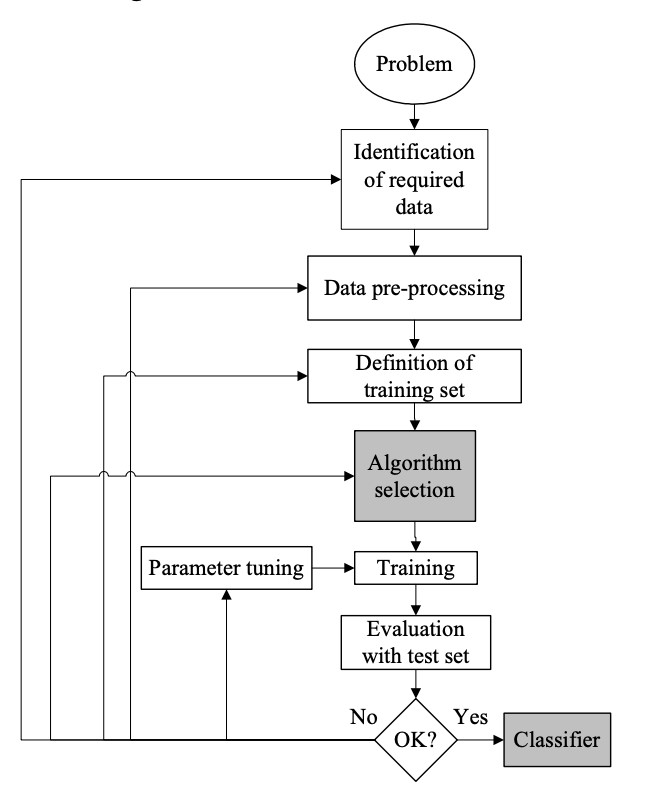 Problem
Identification
of required
data
Data pre-processing
Definition of
training set
Algorithm
selection
Parameter tuning
Training
Evaluation
with test set
No
OK?
Yes
Classifier